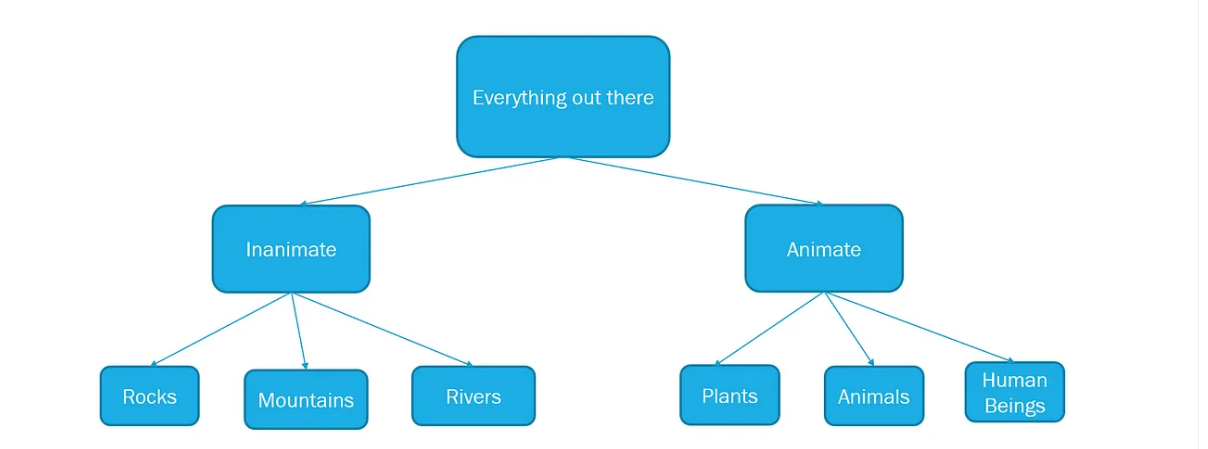 Everything out there
Inanimate
Animate
Rocks
Mountains
Rivers
Plants
Animals
Human
Beings